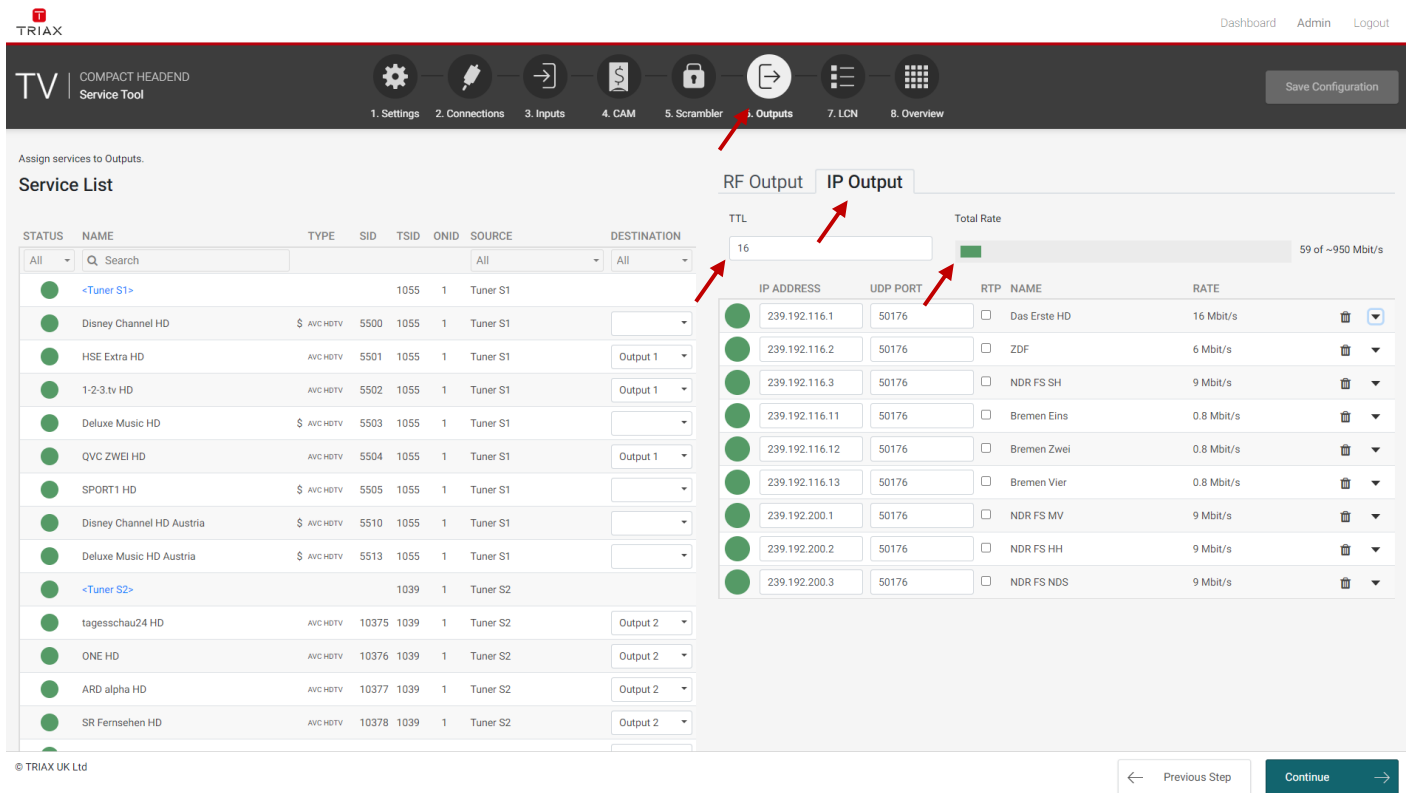 TRIAX
Dashboard Admin Logout
TV COMPACT HEADEND
Service Tool
1. Settings 2. Connections 3. Inputs 4. CAM 5. Scrambler Outputs 7. LCN 8. Overview
Save Configuration
Assign services to Outputs.
Service List
RF Output IP Output
TTL Total Rate
16 59 of ~950 Mbit/s
STATUS NAME TYPE SID TSID ONID SOURCE DESTINATION
All Search All All
<Tuner S1> 1055 1 Tuner S1
Disney Channel HD $ AVC HDTV 5500 1055 1 Tuner S1
HSE Extra HD AVC HDTV 5501 1055 1 Tuner S1 Output 1
1-2-3.tv HD AVC HDTV 5502 1055 1 Tuner S1 Output 1
Deluxe Music HD $ AVC HDTV 5503 1055 1 Tuner S1
QVC ZWEI HD AVC HDTV 5504 1055 1 Tuner S1 Output 1
SPORT1 HD $ AVC HDTV 5505 1055 1 Tuner S1
Disney Channel HD Austria $ AVC HDTV 5510 1055 1 Tuner S1
Deluxe Music HD Austria $ AVC HDTV 5513 1055 1 Tuner S1
<Tuner S2> 1039 1 Tuner S2
tagesschau24 HD AVC HDTV 10375 1039 1 Tuner S2 Output 2
ONE HD AVC HDTV 10376 1039 1 Tuner S2 Output 2
ARD alpha HD AVC HDTV 10377 1039 1 Tuner S2 Output 2
SR Fernsehen HD AVC HDTV 10378 1039 1 Tuner S2 Output 2
IP ADDRESS UDP PORT RTP NAME RATE
239.192.116.1 50176 Das Erste HD 16 Mbit/s
239.192.116.2 50176 ZDF 6 Mbit/s
239.192.116.3 50176 NDR FS SH 9 Mbit/s
239.192.116.11 50176 Bremen Eins 0.8 Mbit/s
239.192.116.12 50176 Bremen Zwei 0.8 Mbit/s
239.192.116.13 50176 Bremen Vier 0.8 Mbit/s
239.192.200.1 50176 NDR FS MV 9 Mbit/s
239.192.200.2 50176 NDR FS HH 9 Mbit/s
239.192.200.3 50176 NDR FS NDS 9 Mbit/s
© TRIAX UK Ltd
Previous Step Continue